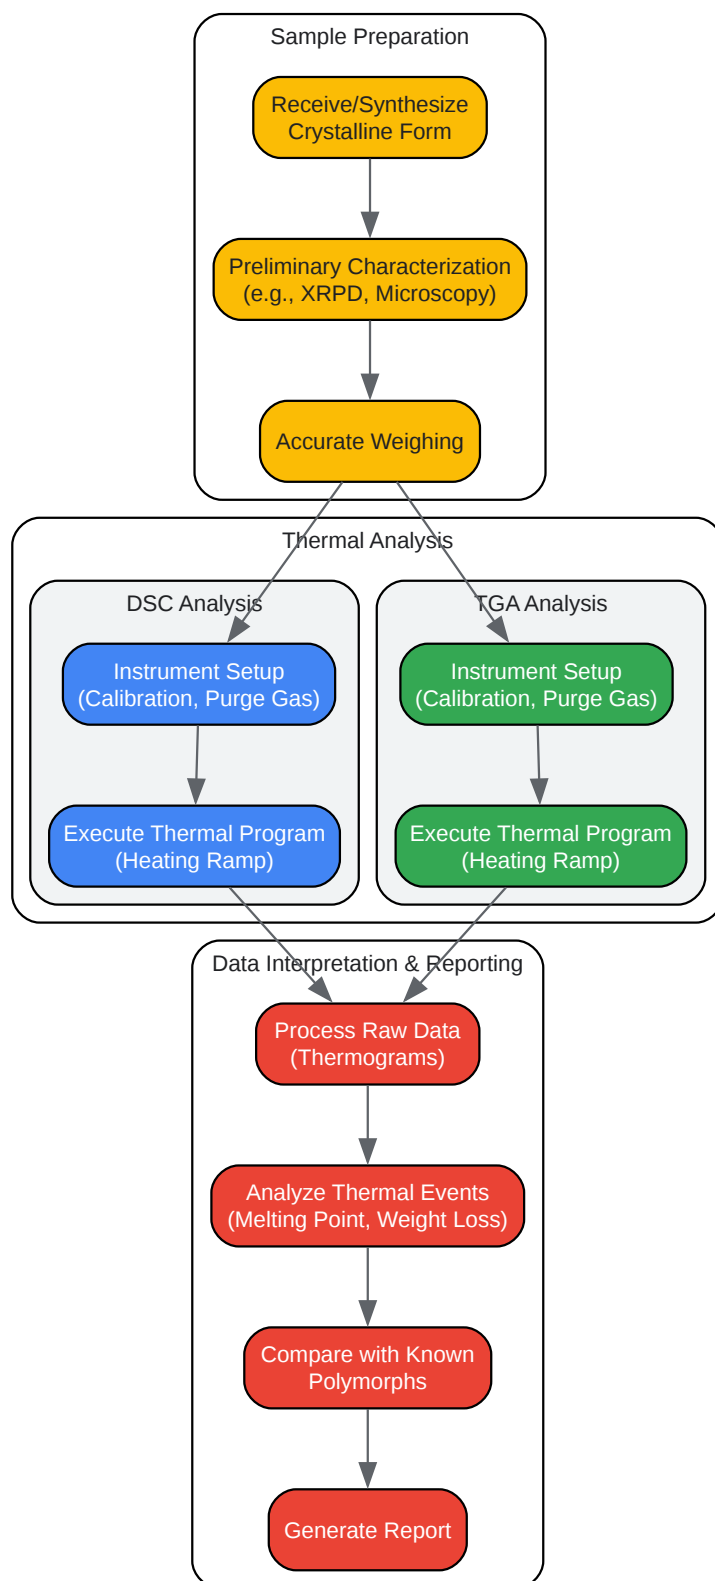 Sample Preparation
Receive/Synthesize
Crystalline Form
Preliminary Characterization
(e.g., XRPD, Microscopy)
Accurate Weighing
Thermal Analysis
DSC Analysis
Instrument Setup
(Calibration, Purge Gas)
Execute Thermal Program
(Heating Ramp)
TGA Analysis
Instrument Setup
(Calibration, Purge Gas)
Execute Thermal Program
(Heating Ramp)
Data Interpretation & Reporting
Process Raw Data
(Thermograms)
Analyze Thermal Events
(Melting Point, Weight Loss)
Compare with Known
Polymorphs
Generate Report